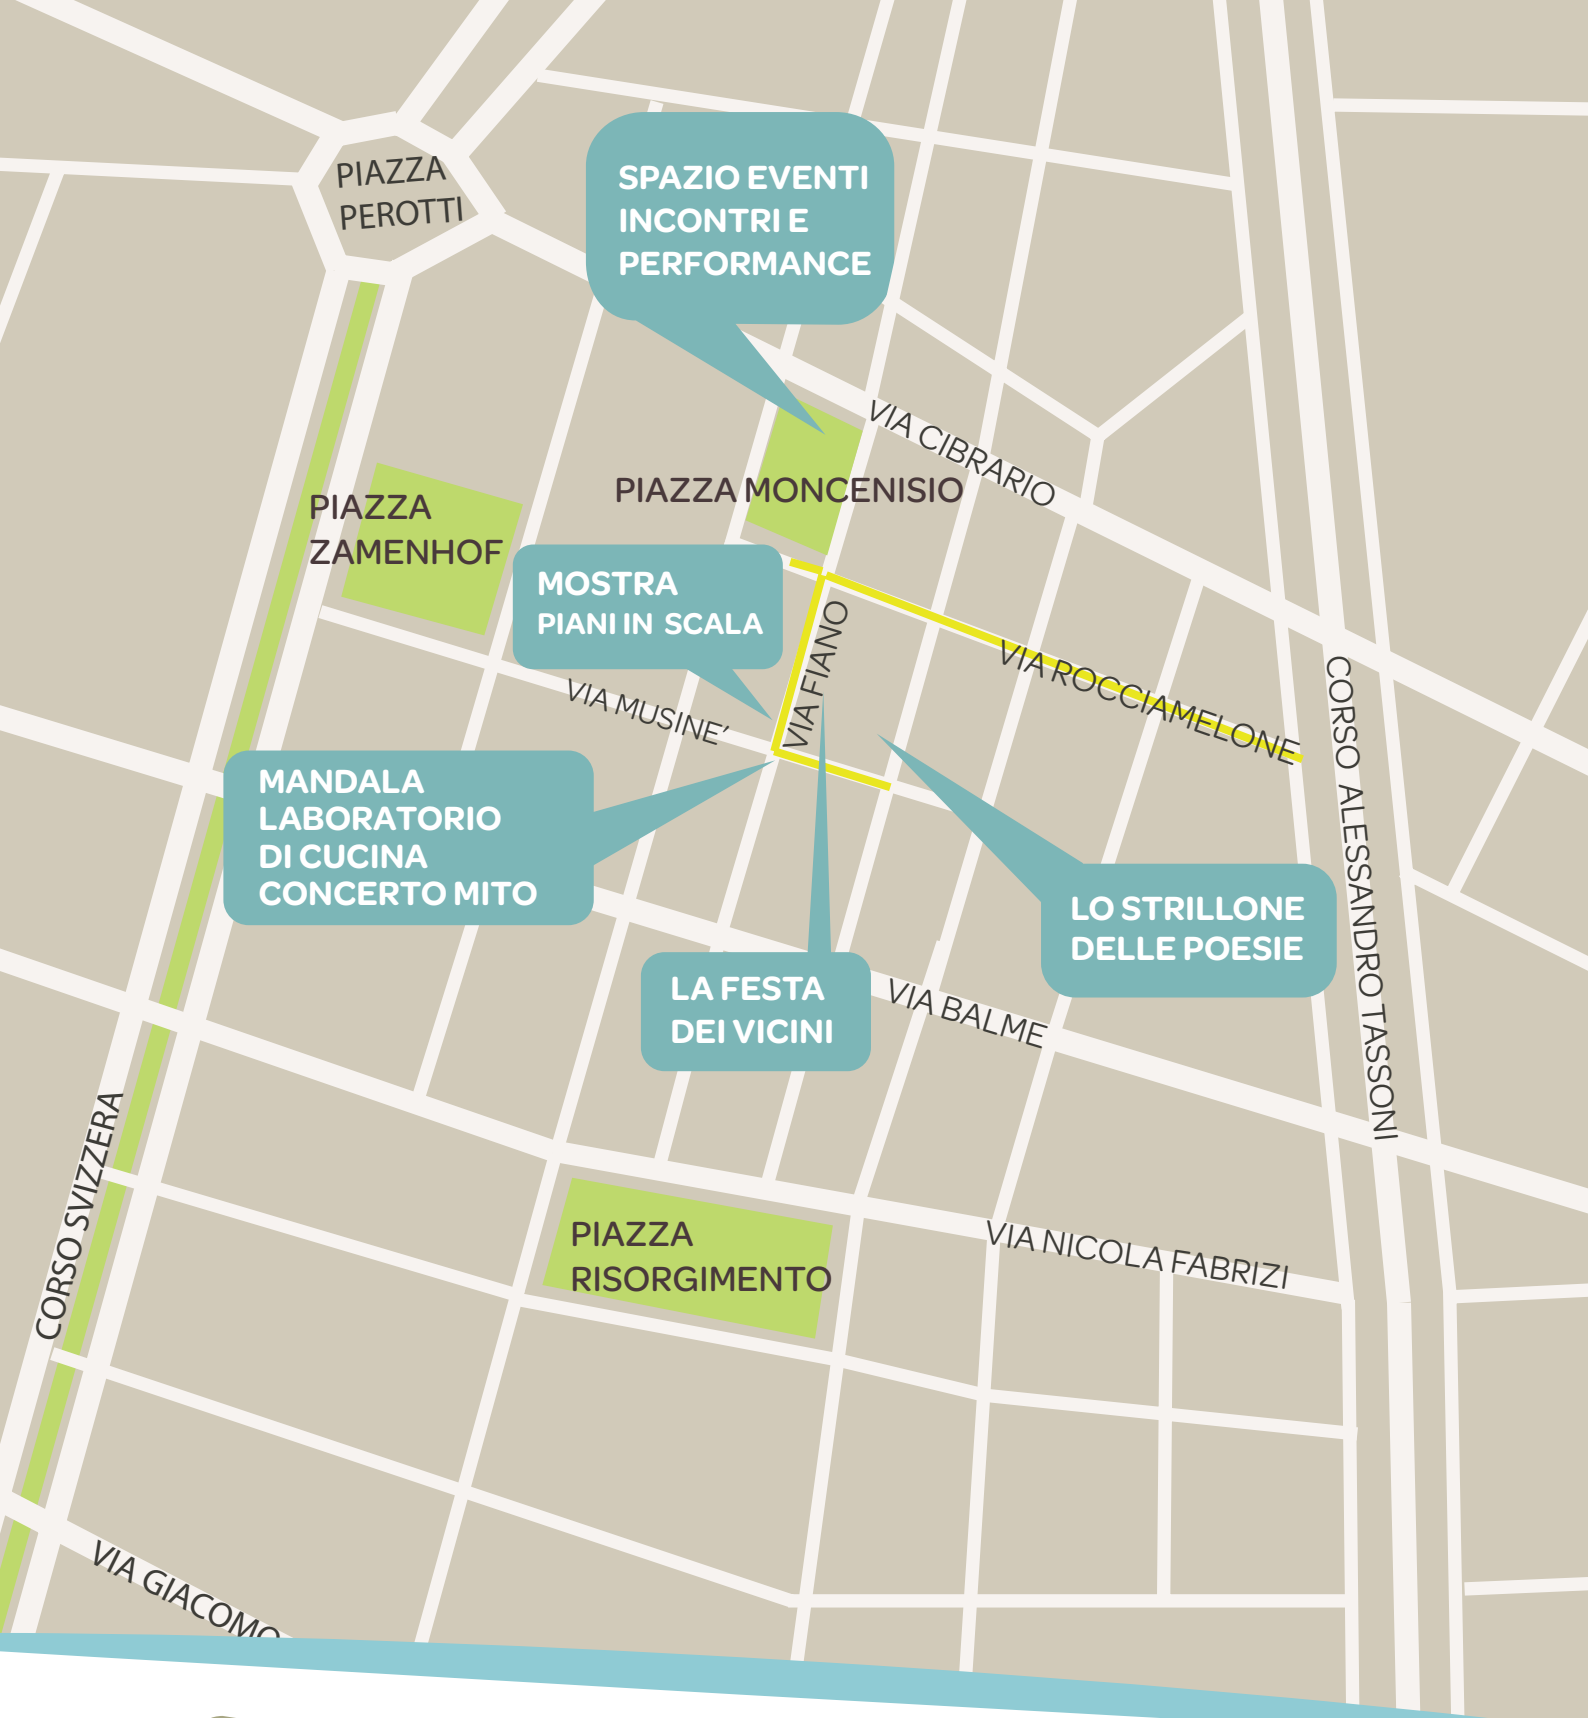 PIAZZA
PEROTTI
SPAZIO EVENTI
INCONTRI E
PERFORMANCE
VIA CIBRARIO
PIAZZA MONCENISIO
PIAZZA
ZAMENHOF
MOSTRA
PIANI IN SCALA
VIA FIANO
VIA ROCCIAMELONE
VIA MUSINE’
CORSO ALESSANDRO TASSONI
MANDALA
LABORATORIO
DI CUCINA
CONCERTO MITO
LO STRILLONE
DELLE POESIE
LA FESTA
DEI VICINI
VIA BALME
CORSO SVIZZERA
PIAZZA
RISORGIMENTO
VIA NICOLA FABRIZI
VIA GIACOMO